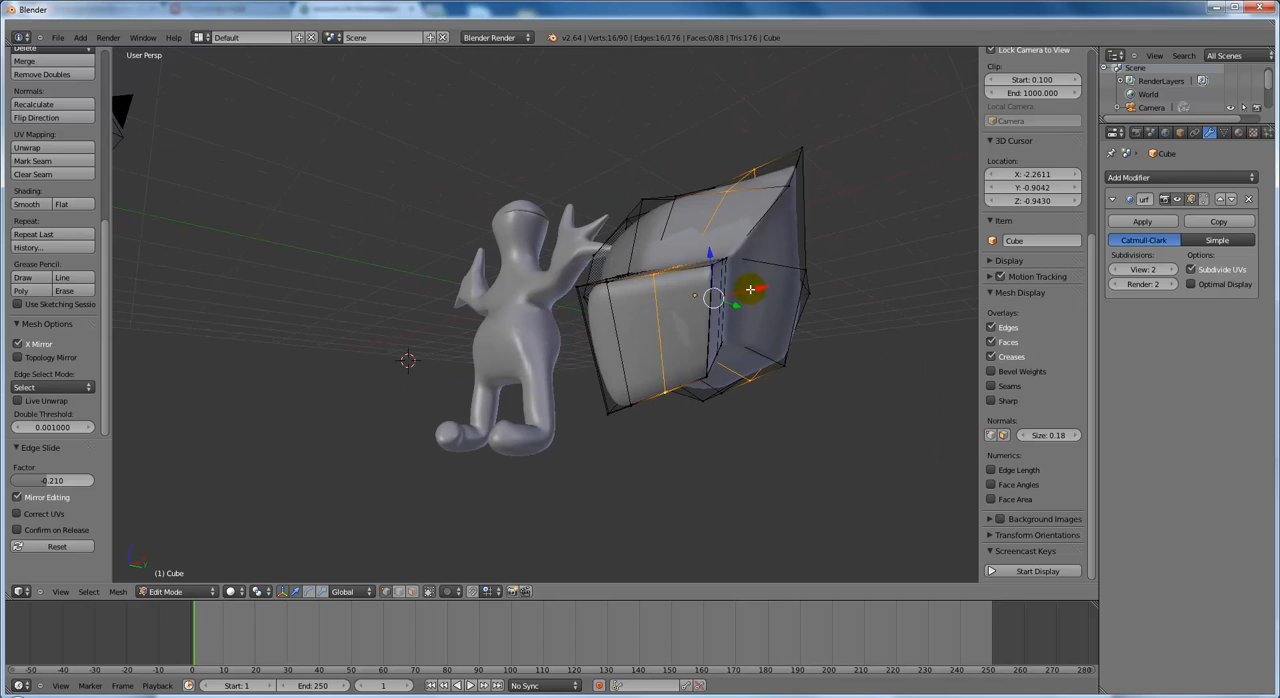 Blender
File Add Render Window Help Default Scene Blender Render v2.64 | Verts:16/90 | Edges:16/176 | Faces:0/88 | Tris:176 | Cube
Delete
Merge
Remove Doubles
Normals:
Recalculate
Flip Direction
UV Mapping:
Unwrap
Mark Seam
Clear Seam
Shading:
Smooth Flat
Repeat:
Repeat Last
History...
Grease Pencil:
Draw Line
Poly Erase
Use Sketching Sessio
Mesh Options
X Mirror
Topology Mirror
Edge Select Mode:
Select
Live Unwrap
Double Threshold:
0.001000
Edge Slide
Factor
-0.210
Mirror Editing
Correct UVs
Confirm on Release
Reset
User Persp
(1) Cube
Lock Camera to View
Clip:
Start: 0.100
End: 1000.000
Local Camera:
Camera
3D Cursor
Location:
X: -2.2611
Y: -0.9042
Z: -0.9430
Item
Cube
Display
Motion Tracking
Mesh Display
Overlays:
Edges
Faces
Creases
Bevel Weights
Seams
Sharp
Normals:
Size: 0.18
Numerics:
Edge Length
Face Angles
Face Area
Background Images
Transform Orientations
Screencast Keys
Start Display
View Search All Scenes
Scene
RenderLayers
World
Camera
Cube
Add Modifier
urf
Apply Copy
Catmull-Clark Simple
Subdivisions: Options:
View: 2 Subdivide UVs
Render: 2 Optimal Display
View Select Mesh Edit Mode Global
-50 -40 -30 -20 -10 0 10 20 30 40 50 60 70 80 90 100 110 120 130 140 150 160 170 180 190 200 210 220 230 240 250 260 270 280
View Marker Frame Playback Start: 1 End: 250 1 No Sync